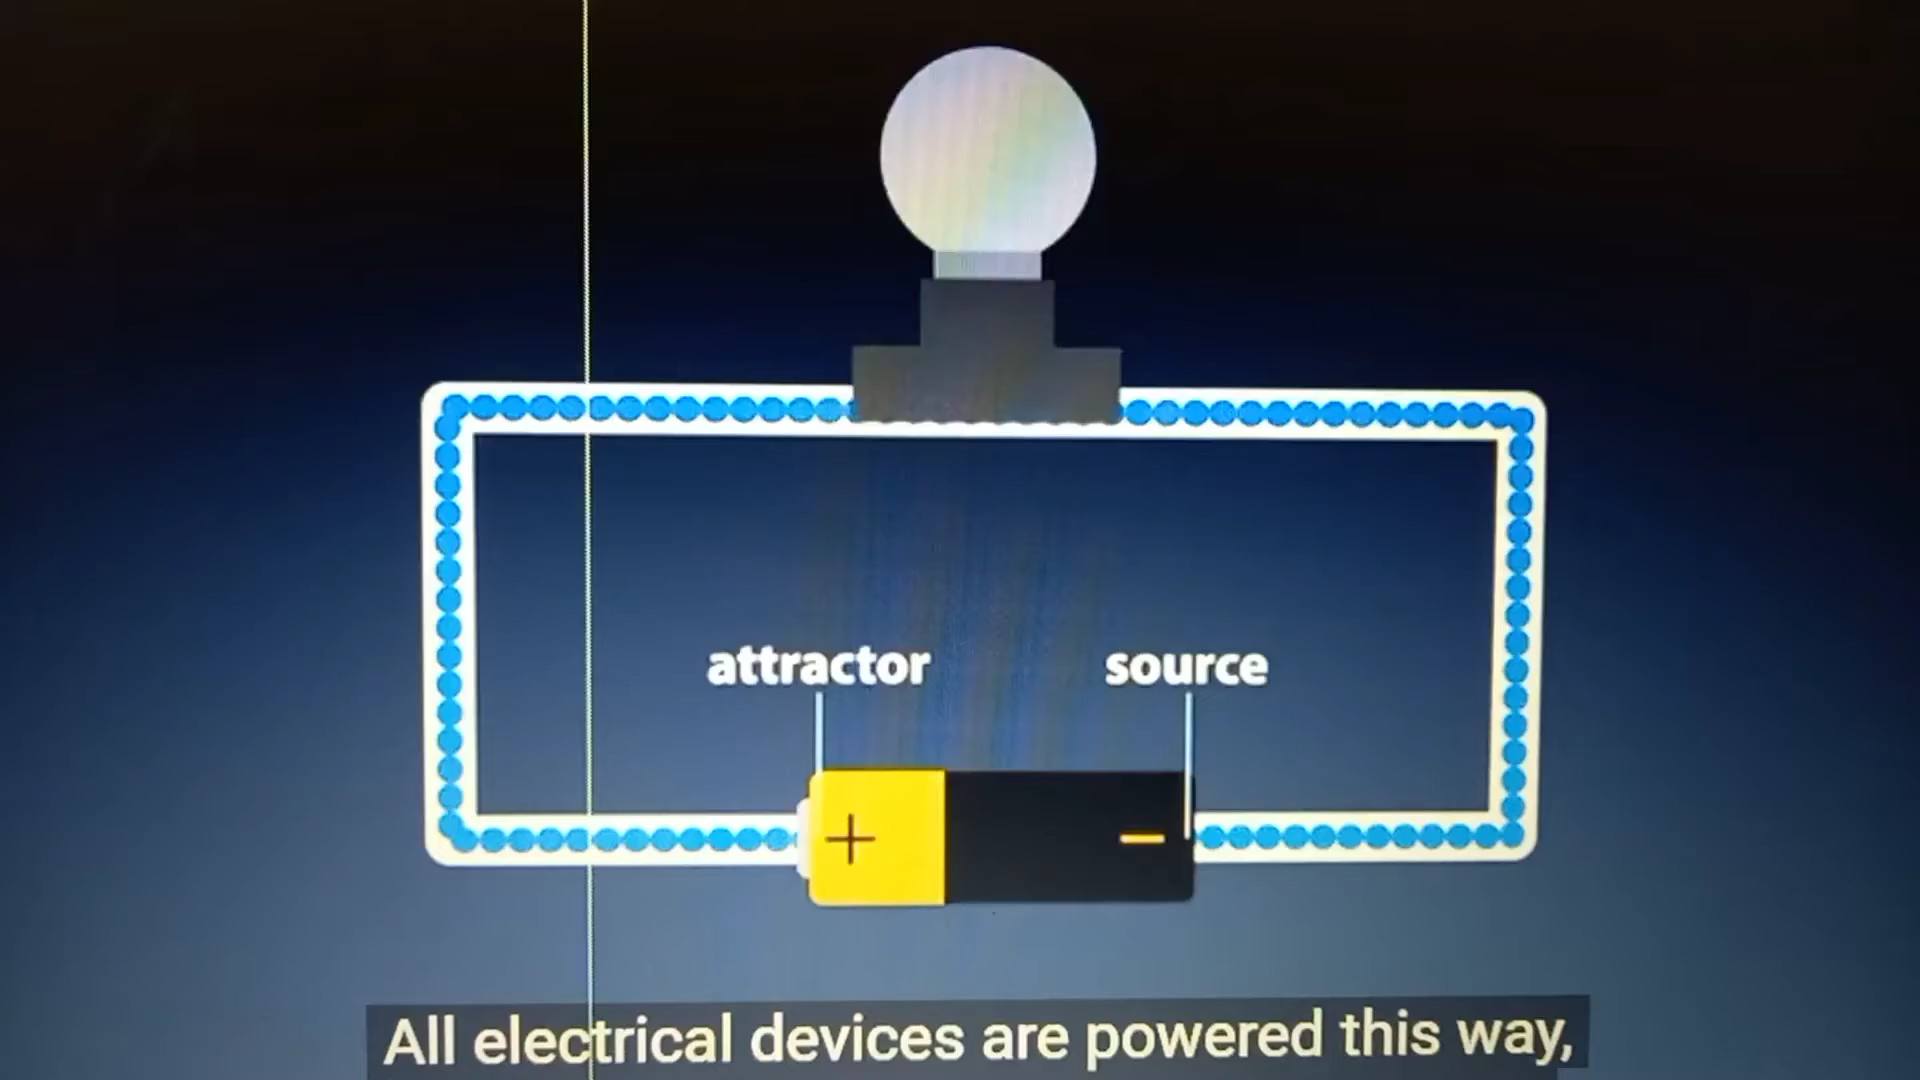 attractor source
+ −
All electrical devices are powered this way,